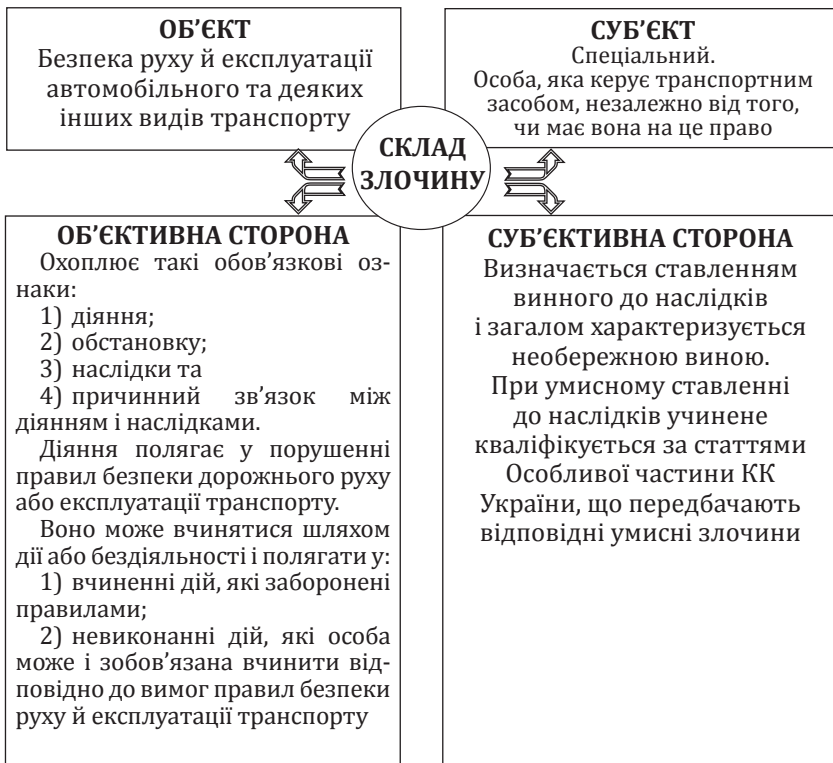 ОБ’ЄКТ
Безпека руху й експлуатації
автомобільного та деяких
інших видів транспорту
СУБ’ЄКТ
Спеціальний.
Особа, яка керує транспортним
засобом, незалежно від того,
чи має вона на це право
СКЛАД
ЗЛОЧИНУ
ОБ’ЄКТИВНА СТОРОНА
Охоплює такі обов’язкові оз-
наки:
1) діяння;
2) обстановку;
3) наслідки та
4) причинний зв’язок між
діянням і наслідками.
Діяння полягає у порушенні
правил безпеки дорожнього руху
або експлуатації транспорту.
Воно може вчинятися шляхом
дії або бездіяльності і полягати у:
1) вчиненні дій, які заборонені
правилами;
2) невиконанні дій, які особа
може і зобов’язана вчинити від-
повідно до вимог правил безпеки
руху й експлуатації транспорту
СУБ’ЄКТИВНА СТОРОНА
Визначається ставленням
винного до наслідків
і загалом характеризується
необережною виною.
При умисному ставленні
до наслідків учинене
кваліфікується за статтями
Особливої частини КК
України, що передбачають
відповідні умисні злочини